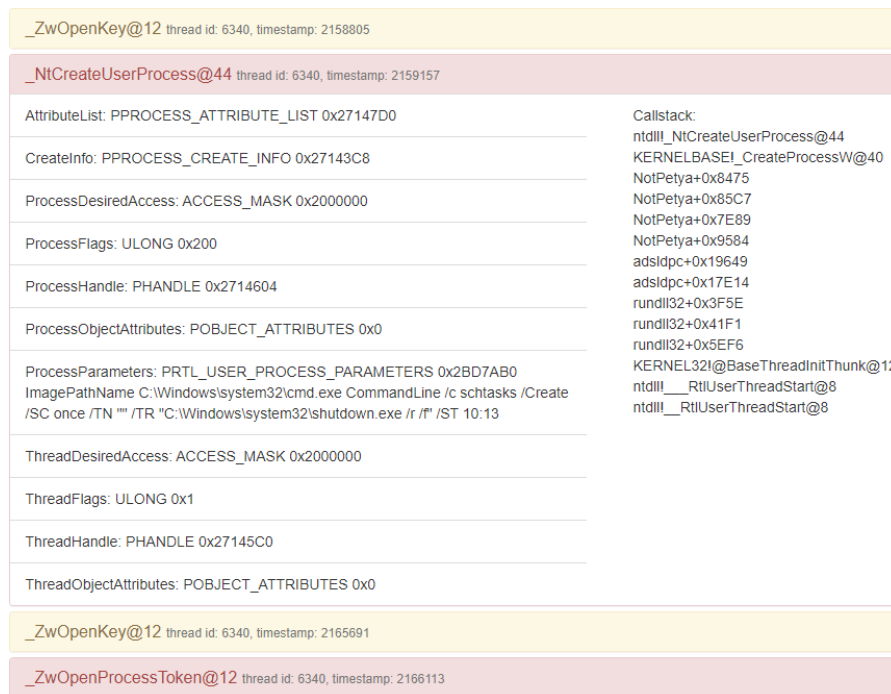 _ZwOpenKey@12 thread id: 6340, timestamp: 2158805
_NtCreateUserProcess@44 thread id: 6340, timestamp: 2159157
AttributeList: PPROCESS_ATTRIBUTE_LIST 0x27147D0
CreateInfo: PPROCESS_CREATE_INFO 0x27143C8
ProcessDesiredAccess: ACCESS_MASK 0x2000000
ProcessFlags: ULONG 0x200
ProcessHandle: PHANDLE 0x2714604
ProcessObjectAttributes: POBJECT_ATTRIBUTES 0x0
ProcessParameters: PRTL_USER_PROCESS_PARAMETERS 0x2BD7AB0
ImagePathName C:\Windows\system32\cmd.exe CommandLine /c schtasks /Create
/SC once /TN "" /TR "C:\Windows\system32\shutdown.exe /r /f" /ST 10:13
ThreadDesiredAccess: ACCESS_MASK 0x2000000
ThreadFlags: ULONG 0x1
ThreadHandle: PHANDLE 0x27145C0
ThreadObjectAttributes: POBJECT_ATTRIBUTES 0x0
Callstack:
ntdll!_NtCreateUserProcess@44
KERNELBASE!_CreateProcessW@40
NotPetya+0x8475
NotPetya+0x85C7
NotPetya+0x7E89
NotPetya+0x9584
adsldpc+0x19649
adsldpc+0x17E14
rundll32+0x3F5E
rundll32+0x41F1
rundll32+0x5EF6
KERNEL32!@BaseThreadInitThunk@12
ntdll!___RtlUserThreadStart@8
ntdll!__RtlUserThreadStart@8
_ZwOpenKey@12 thread id: 6340, timestamp: 2165691
_ZwOpenProcessToken@12 thread id: 6340, timestamp: 2166113